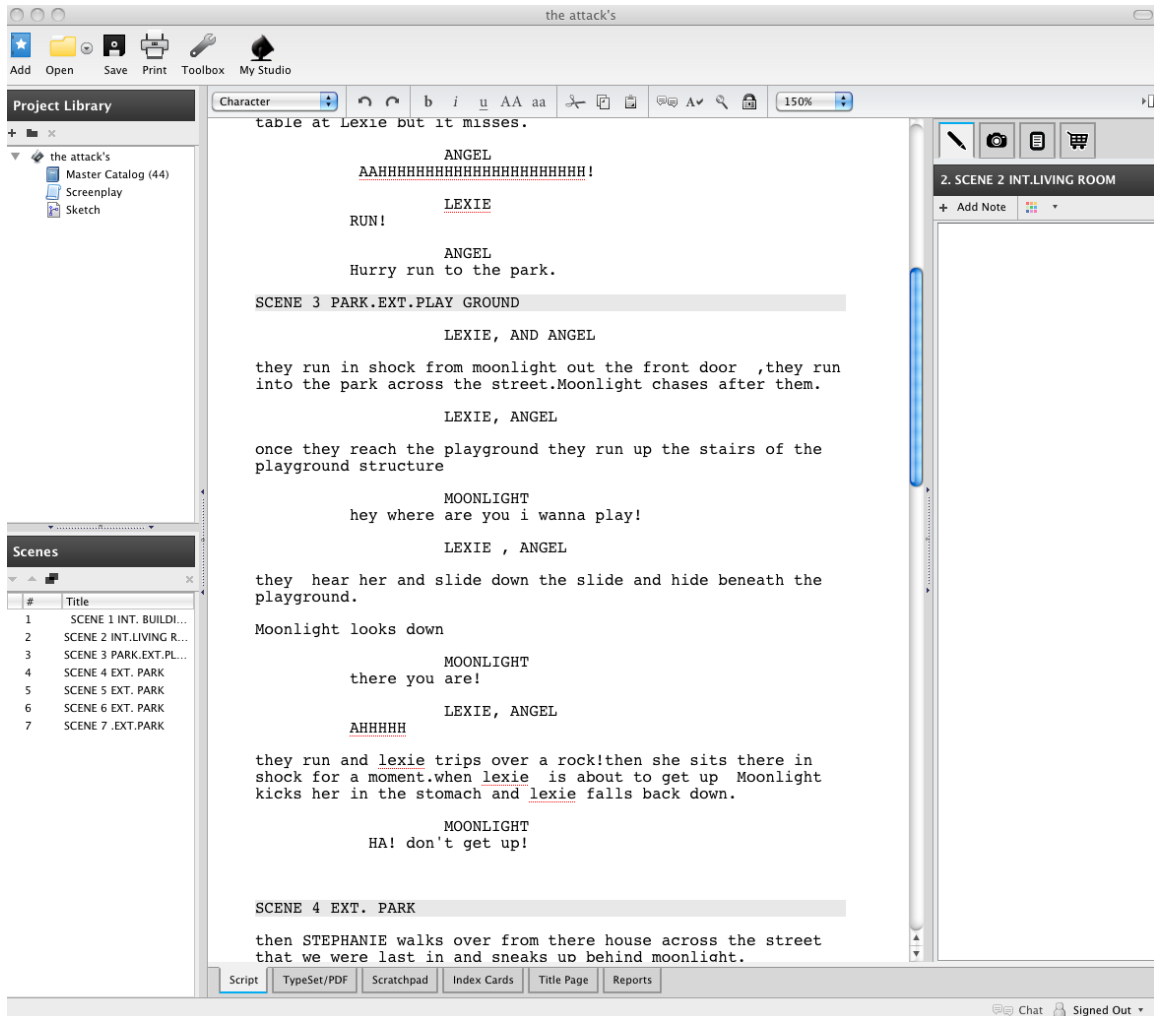 the attack's
Add Open Save Print Toolbox My Studio
Project Library
the attack's
Master Catalog (44)
Screenplay
Sketch
Scenes
# Title
1 SCENE 1 INT. BUILDI...
2 SCENE 2 INT.LIVING R...
3 SCENE 3 PARK.EXT.PL...
4 SCENE 4 EXT. PARK
5 SCENE 5 EXT. PARK
6 SCENE 6 EXT. PARK
7 SCENE 7 .EXT.PARK
Character b i u AA aa A 150%
table at Lexie but it misses.
ANGEL
AAHHHHHHHHHHHHHHHHHHHHHH!
LEXIE
RUN!
ANGEL
Hurry run to the park.
SCENE 3 PARK.EXT.PLAY GROUND
LEXIE, AND ANGEL
they run in shock from moonlight out the front door ,they run
into the park across the street.Moonlight chases after them.
LEXIE, ANGEL
once they reach the playground they run up the stairs of the
playground structure
MOONLIGHT
hey where are you i wanna play!
LEXIE , ANGEL
they hear her and slide down the slide and hide beneath the
playground.
Moonlight looks down
MOONLIGHT
there you are!
LEXIE, ANGEL
AHHHHH
they run and lexie trips over a rock!then she sits there in
shock for a moment.when lexie is about to get up Moonlight
kicks her in the stomach and lexie falls back down.
MOONLIGHT
HA! don't get up!
SCENE 4 EXT. PARK
then STEPHANIE walks over from there house across the street
that we were last in and sneaks up behind moonlight.
Script TypeSet/PDF Scratchpad Index Cards Title Page Reports
2. SCENE 2 INT.LIVING ROOM
+ Add Note
Chat Signed Out